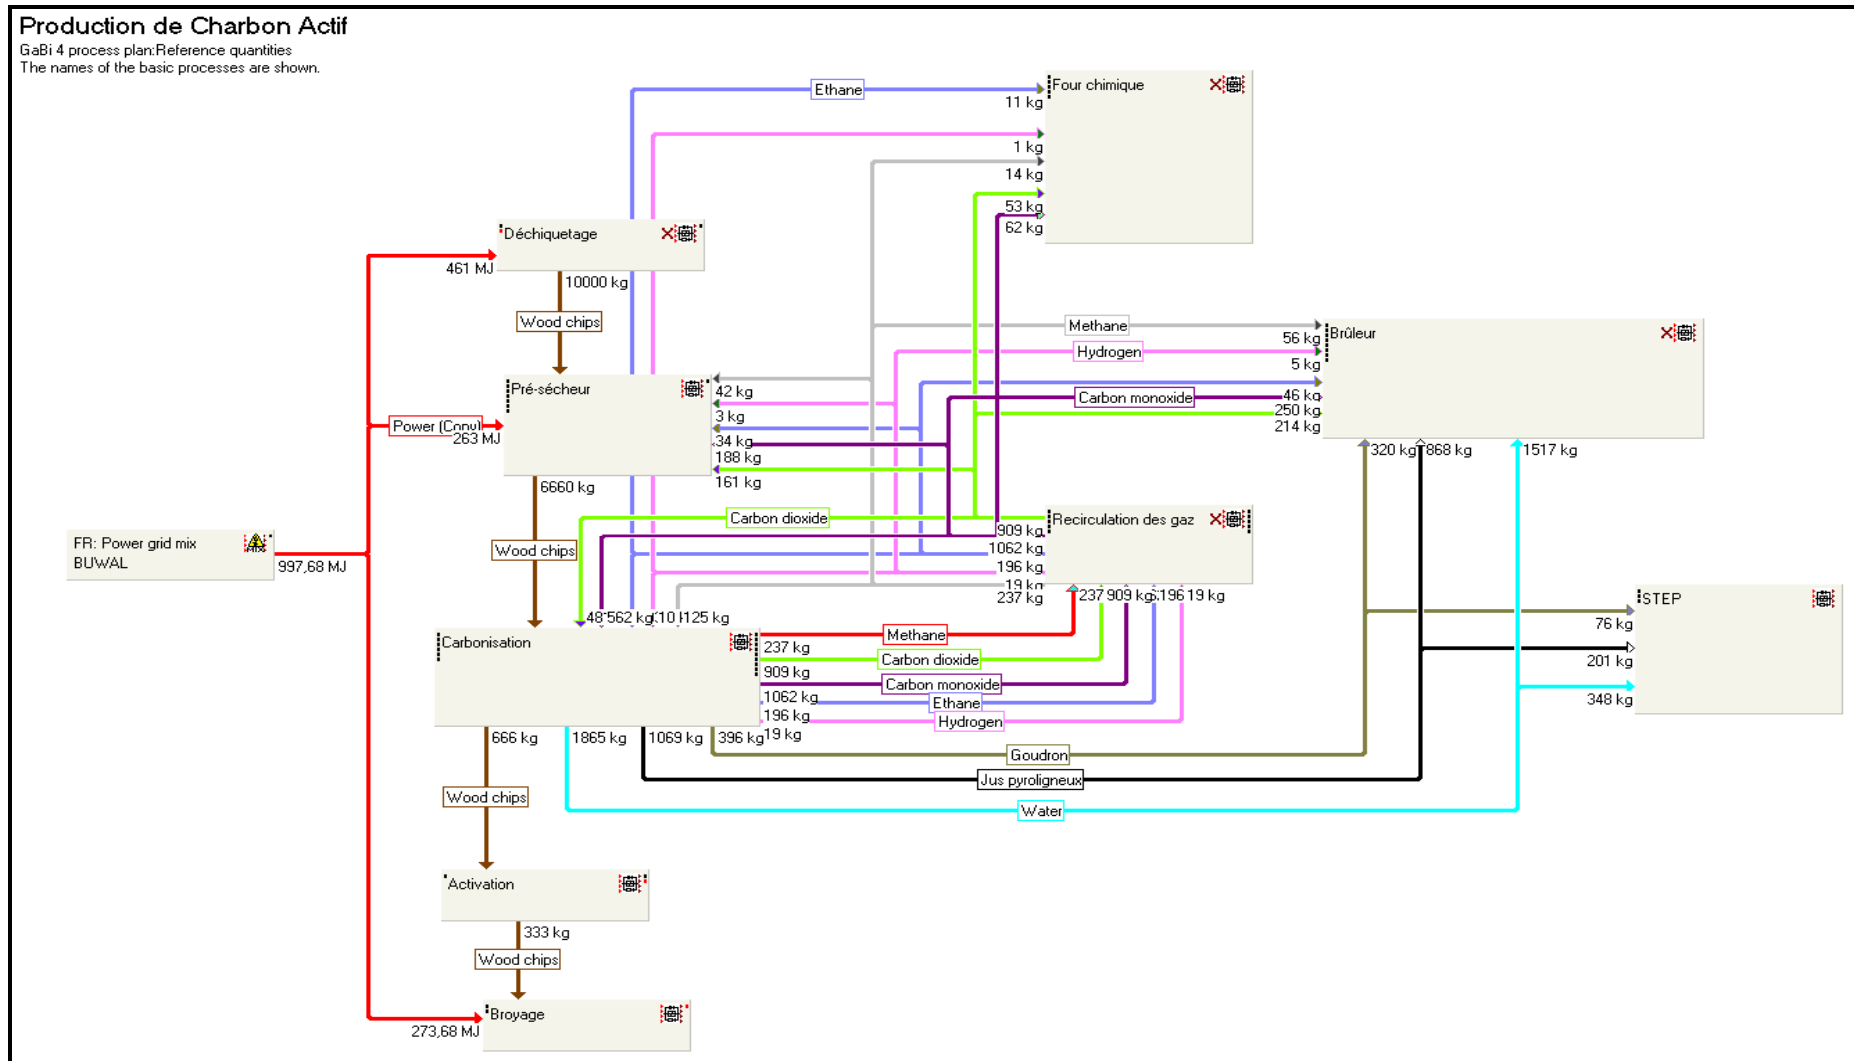 Production de Charbon Actif
GaBi 4 process plan:Reference quantities
The names of the basic processes are shown.
Ethane
Four chimique
11 kg
1 kg
14 kg
53 kg
62 kg
Déchiquetage
461 MJ
10000 kg
Wood chips
Methane
Brûleur
56 kg
Hydrogen
5 kg
Pré-sécheur
42 kg
3 kg
34 kg
188 kg
161 kg
Carbon monoxide
46 kg
250 kg
214 kg
Power (Copy)
263 MJ
320 kg
868 kg
1517 kg
6660 kg
Wood chips
Carbon dioxide
Recirculation des gaz
909 kg
1062 kg
196 kg
19 kg
237 kg
FR: Power grid mix
BUWAL
997,68 MJ
237
909 kg
196
19 kg
STEP
76 kg
201 kg
348 kg
562 kg
125 kg
Carbonisation
Methane
237 kg
Carbon dioxide
909 kg
Carbon monoxide
1062 kg
Ethane
196 kg
Hydrogen
19 kg
666 kg
1865 kg
1069 kg
396 kg
Goudron
Jus pyroligneux
Water
Wood chips
Activation
333 kg
Wood chips
Broyage
273,68 MJ